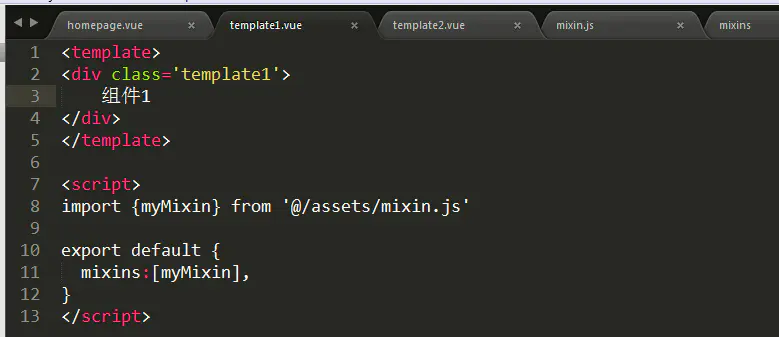 homepage.vue × template1.vue × template2.vue × mixin.js × mixins
1 <template>
2 <div class='template1'>
3 组件1
4 </div>
5 </template>
6
7 <script>
8 import {myMixin} from '@/assets/mixin.js'
9
10 export default {
11 mixins:[myMixin],
12 }
13 </script>